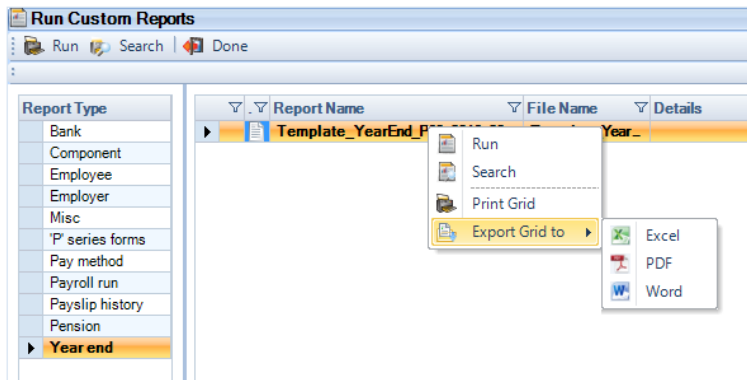 Run Custom Reports
Run Search Done
Report Type
Bank
Component
Employee
Employer
Misc
'P' series forms
Pay method
Payroll run
Payslip history
Pension
Year end
Report Name File Name Details
Year_
Run
Search
Print Grid
Export Grid to
Excel
PDF
Word